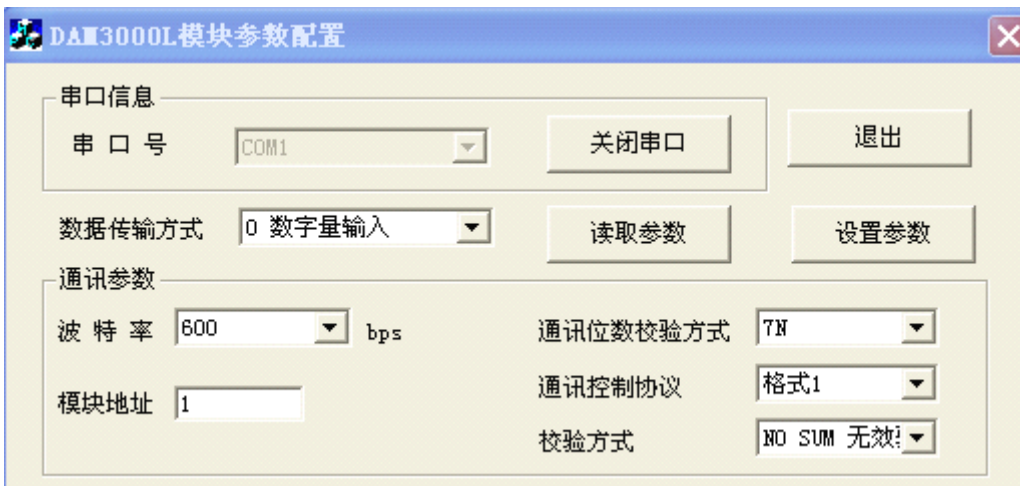 DAM3000L模块参数配置
串口信息
串 口 号 COM1 关闭串口 退出
数据传输方式 0 数字量输入 读取参数 设置参数
通讯参数
波 特 率 600 bps 通讯位数校验方式 7N
模块地址 1 通讯控制协议 格式1
校验方式 NO SUM 无效